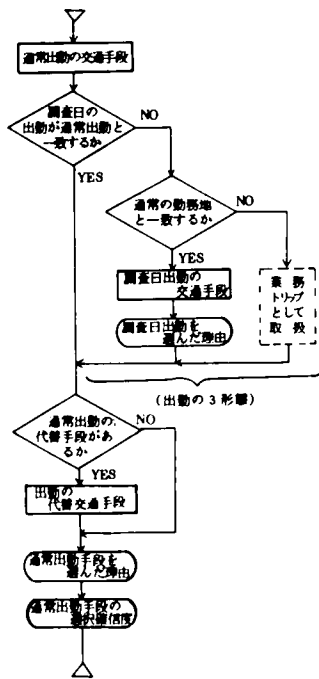 通常出勤の交通手段
調査日の
出勤が通常出勤と
一致するか
NO
YES
通常の勤務地
と一致するか
NO
YES
調査日出勤の
交通手段
調査日出勤を
選んだ理由
業務
トリップ
として
取扱
(出勤の3形態)
通常出勤の
代替手段があ
るか
NO
YES
出勤の
代替交通手段
通常出勤手段を
選んだ理由
通常出勤手段の
選択確信度